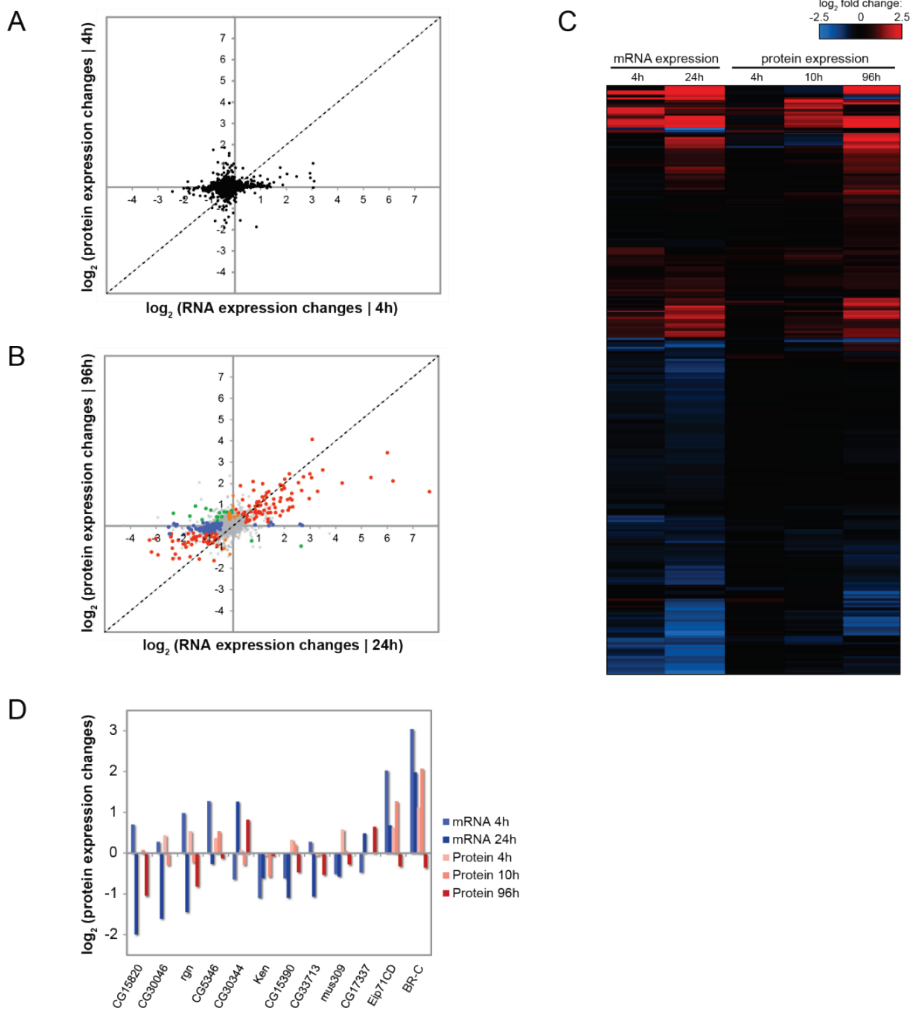 A
log2 (protein expression changes | 4h)
7
6
5
4
3
2
1
-4 -3 -2 -1 1 2 3 4 5 6 7
-1
-2
-3
-4
log2 (RNA expression changes | 4h)
B
log2 (protein expression changes | 96h)
7
6
5
4
3
2
1
-4 -3 -2 -1 1 2 3 4 5 6 7
-1
-2
-3
-4
log2 (RNA expression changes | 24h)
C
log2 fold change:
-2.5 0 2.5
mRNA expression protein expression
4h 24h 4h 10h 96h
D
log2 (protein expression changes)
3
2
1
0
-1
-2
mRNA 4h
mRNA 24h
Protein 4h
Protein 10h
Protein 96h
CG15820
CG30046
rgn
CG5346
CG30344
Ken
CG15390
CG33713
mus309
CG17337
Eip71CD
BR-C